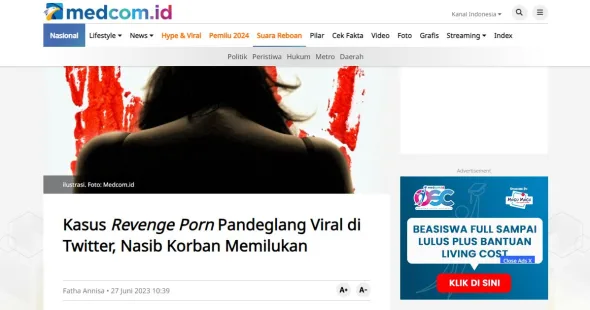 medcom.id
Kanal Indonesia
Nasional Lifestyle News Hype & Viral Pemilu 2024 Suara Reboan Pilar Cek Fakta Video Foto Grafis Streaming Index
Politik Peristiwa Hukum Metro Daerah
Ilustrasi. Foto: Medcom.id
Kasus Revenge Porn Pandeglang Viral di
Twitter, Nasib Korban Memilukan
Fatha Annisa • 27 Juni 2023 10:39
A+ A-
Advertisement
OSC
BEASISWA FULL SAMPAI
LULUS PLUS BANTUAN
LIVING COST
Close Ads X
KLIK DI SINI